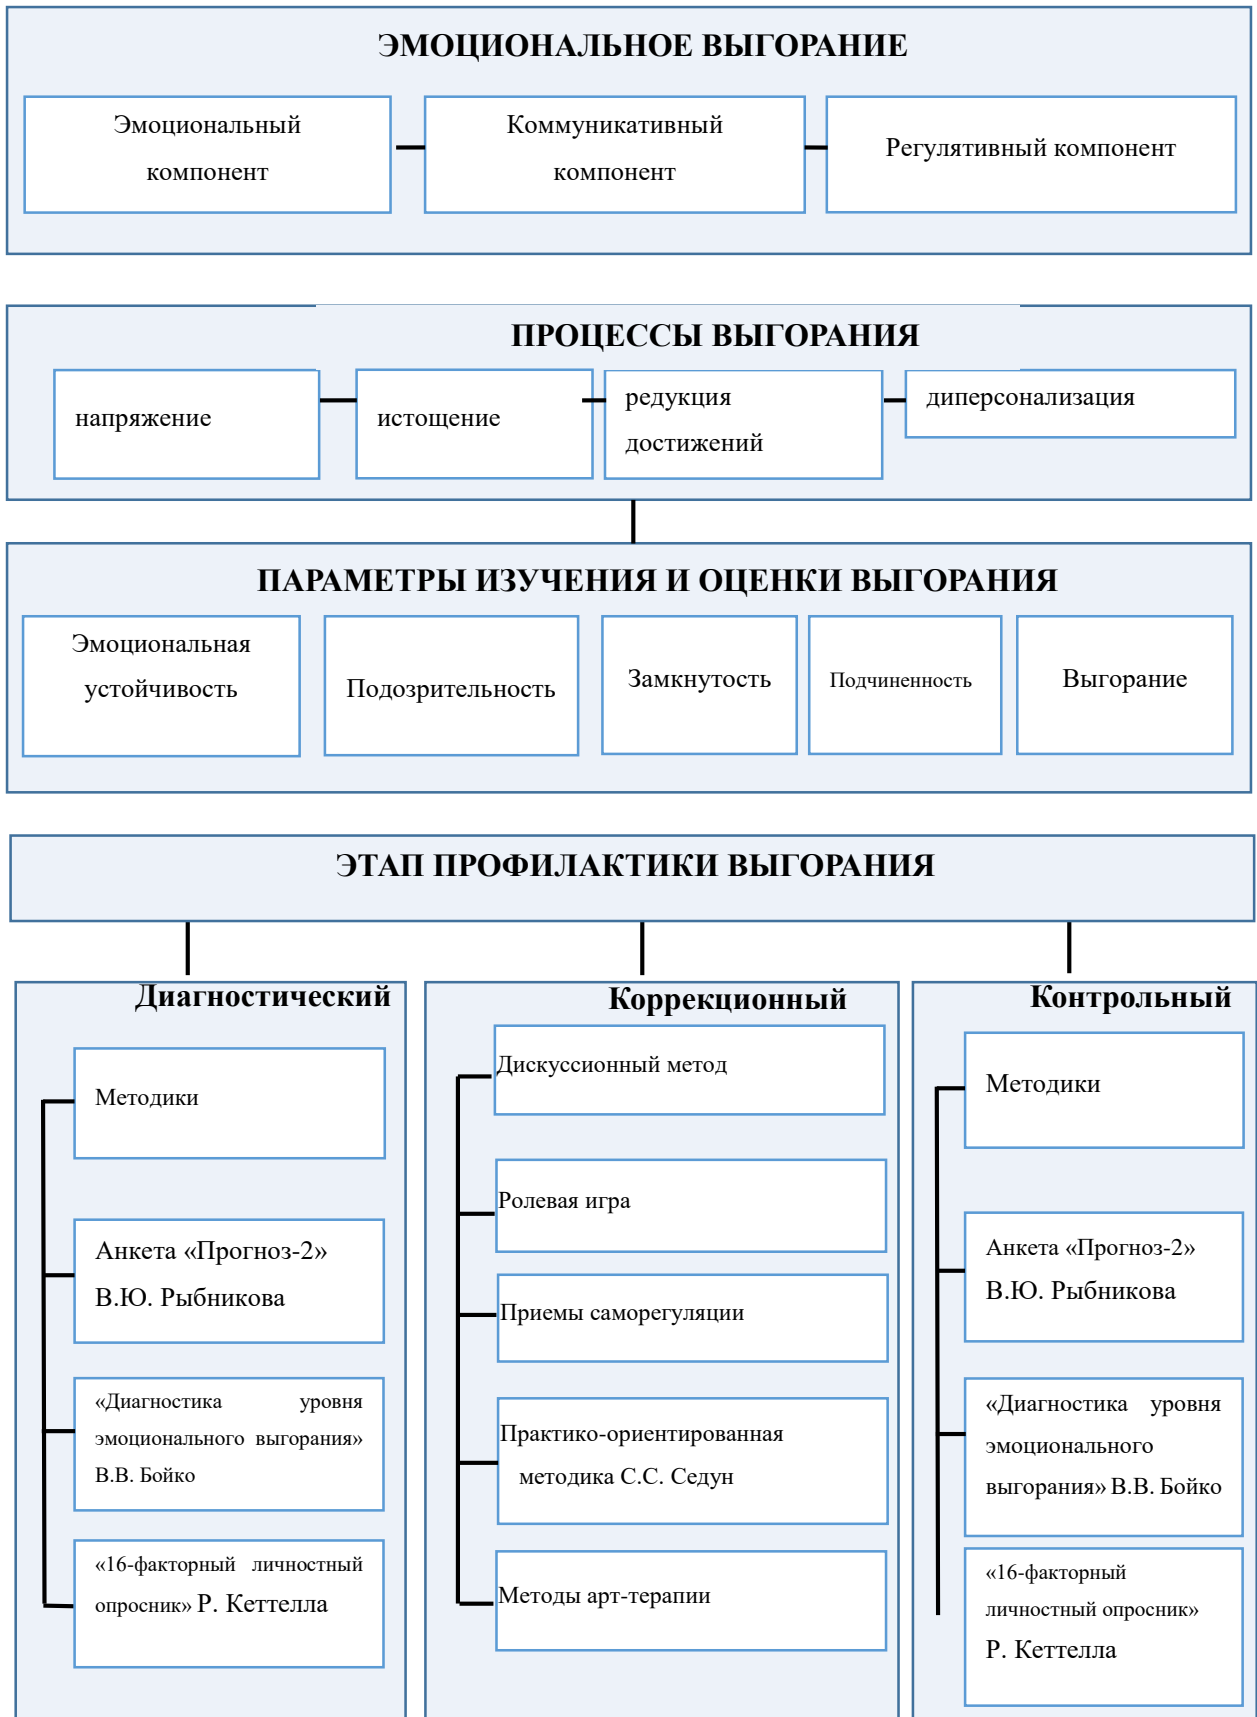 ЭМОЦИОНАЛЬНОЕ ВЫГОРАНИЕ
Эмоциональный
компонент
Коммуникативный
компонент
Регулятивный компонент
ПРОЦЕССЫ ВЫГОРАНИЯ
напряжение
истощение
редукция
достижений
диперсонализация
ПАРАМЕТРЫ ИЗУЧЕНИЯ И ОЦЕНКИ ВЫГОРАНИЯ
Эмоциональная
устойчивость
Подозрительность
Замкнутость
Подчиненность
Выгорание
ЭТАП ПРОФИЛАКТИКИ ВЫГОРАНИЯ
Диагностический
Методики
Анкета «Прогноз-2»
В.Ю. Рыбникова
«Диагностика уровня
эмоционального выгорания»
В.В. Бойко
«16-факторный личностный
опросник» Р. Кеттелла
Коррекционный
Дискуссионный метод
Ролевая игра
Приемы саморегуляции
Практико-ориентированная
методика С.С. Седун
Методы арт-терапии
Контрольный
Методики
Анкета «Прогноз-2»
В.Ю. Рыбникова
«Диагностика уровня
эмоционального
выгорания» В.В. Бойко
«16-факторный
личностный опросник»
Р. Кеттелла